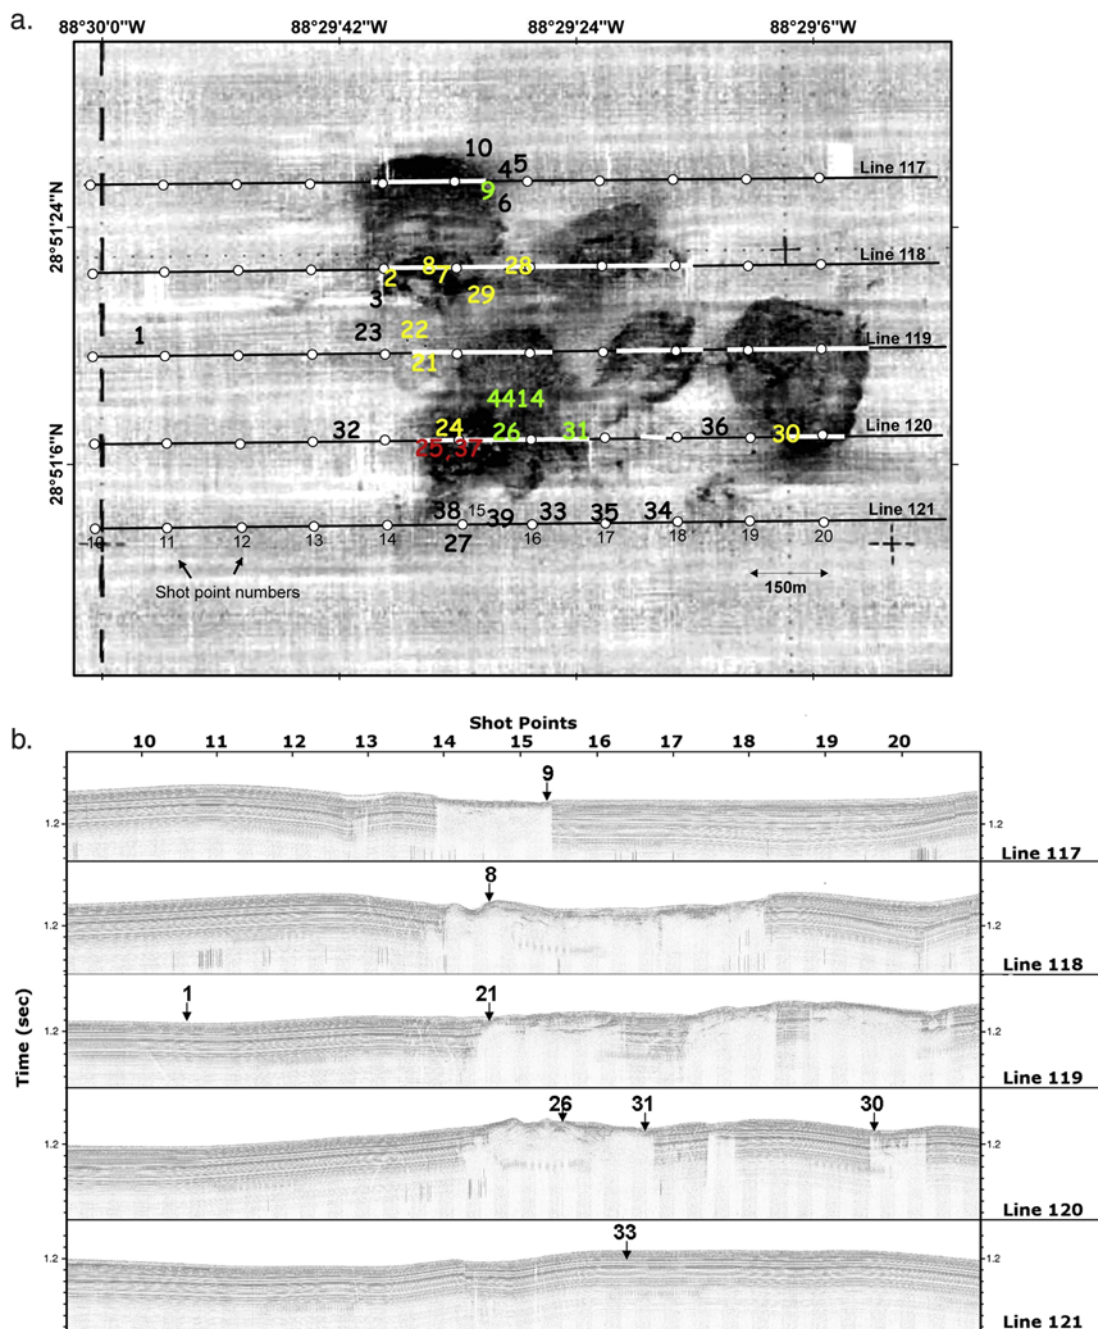 a.
88°30'0"W 88°29'42"W 88°29'24"W 88°29'6"W
28°51'24"N
28°51'6"N
10
4 5
Line 117
9
6
8 28
Line 118
2 7
29
3
1 23 22
Line 119
21
4414
32 24 26 31 36 30
Line 120
25,37
38 15 39 33 35 34
Line 121
27
10 11 12 13 14 16 17 18 19 20
Shot point numbers
150m
b.
Shot Points
10 11 12 13 14 15 16 17 18 19 20
9
1.2 1.2
Line 117
8
1.2 1.2
Line 118
1 21
1.2 1.2
Line 119
26 31 30
1.2 1.2
Line 120
33
1.2 1.2
Line 121
Time (sec)